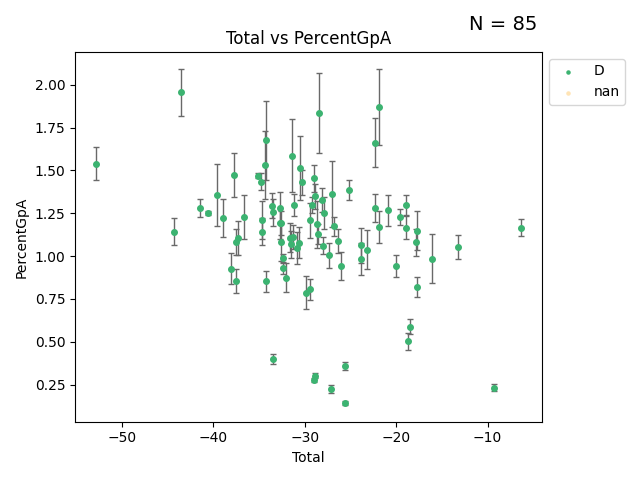 N = 85
Total vs PercentGpA
D
nan
PercentGpA
2.00
1.75
1.50
1.25
1.00
0.75
0.50
0.25
−50
−40
−30
−20
−10
Total